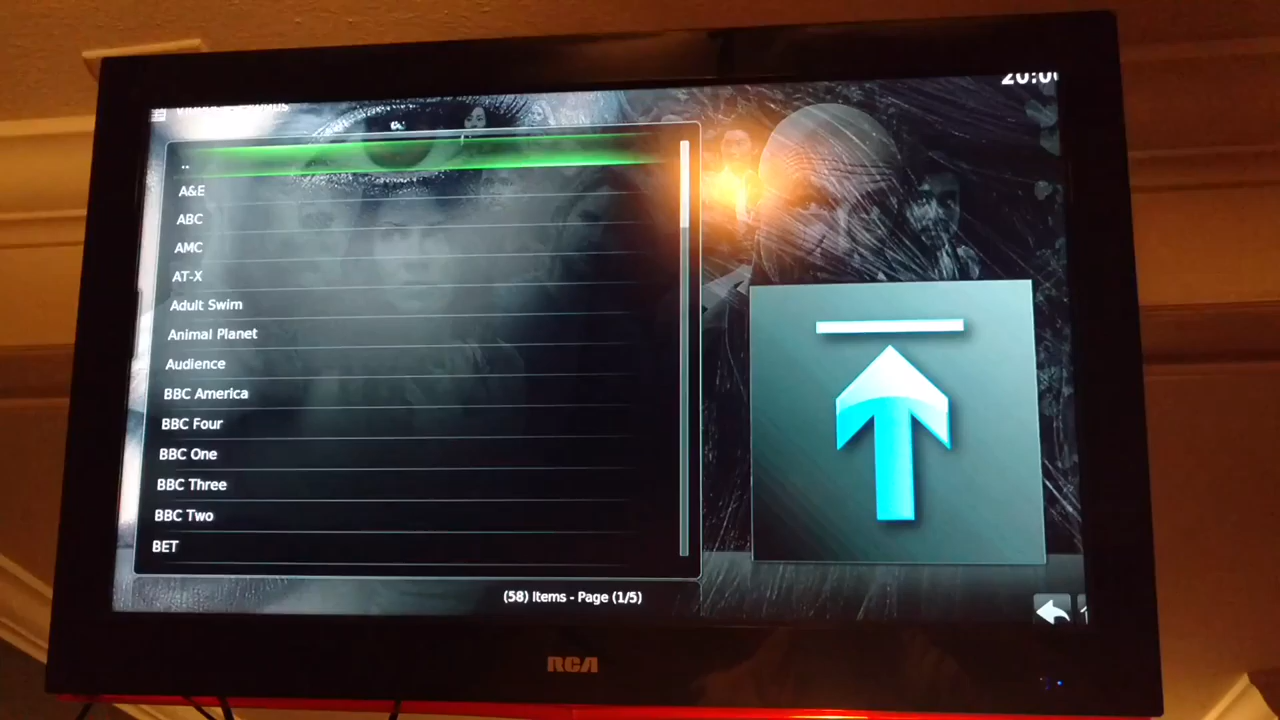 ..
A&E
ABC
AMC
AT-X
Adult Swim
Animal Planet
Audience
BBC America
BBC Four
BBC One
BBC Three
BBC Two
BET
(58) Items - Page (1/5)
RCA